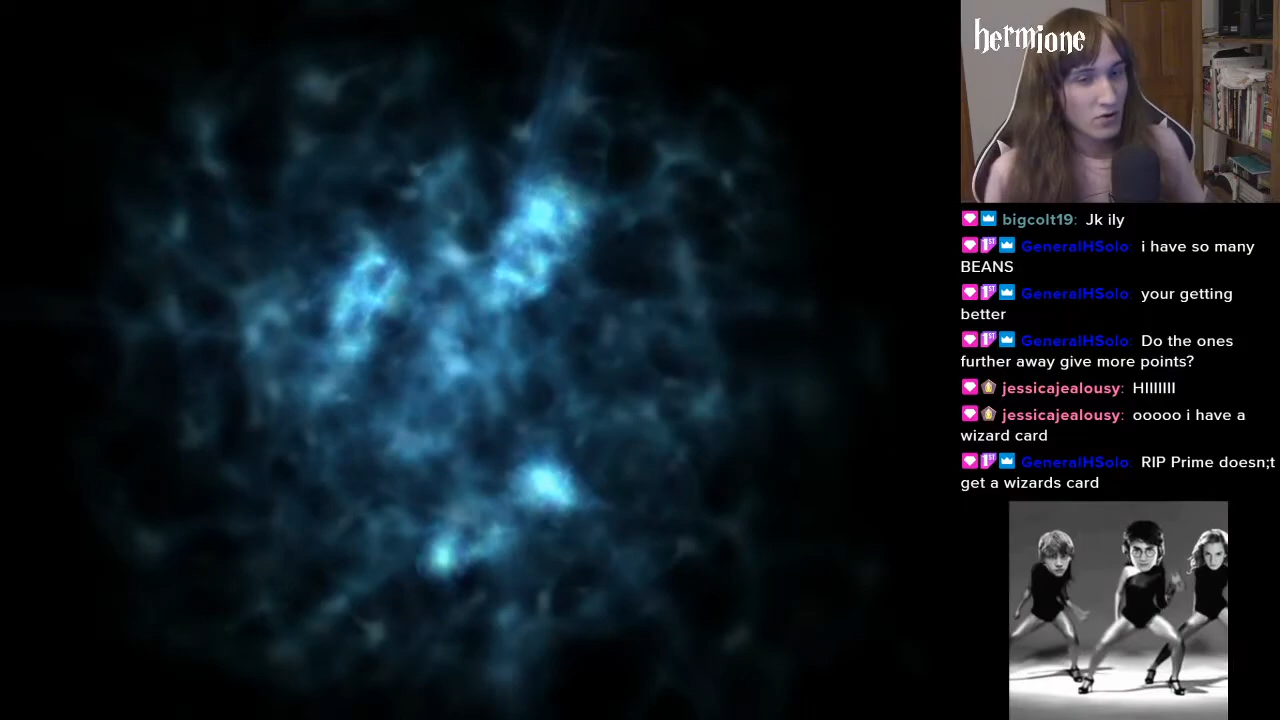 hermione
bigcolt19: Jk ily
GeneralHSolo: i have so many
BEANS
GeneralHSolo: your getting
better
GeneralHSolo: Do the ones
further away give more points?
jessicajealousy: HIIIIIII
jessicajealousy: ooooo i have a
wizard card
GeneralHSolo: RIP Prime doesn;t
get a wizards card